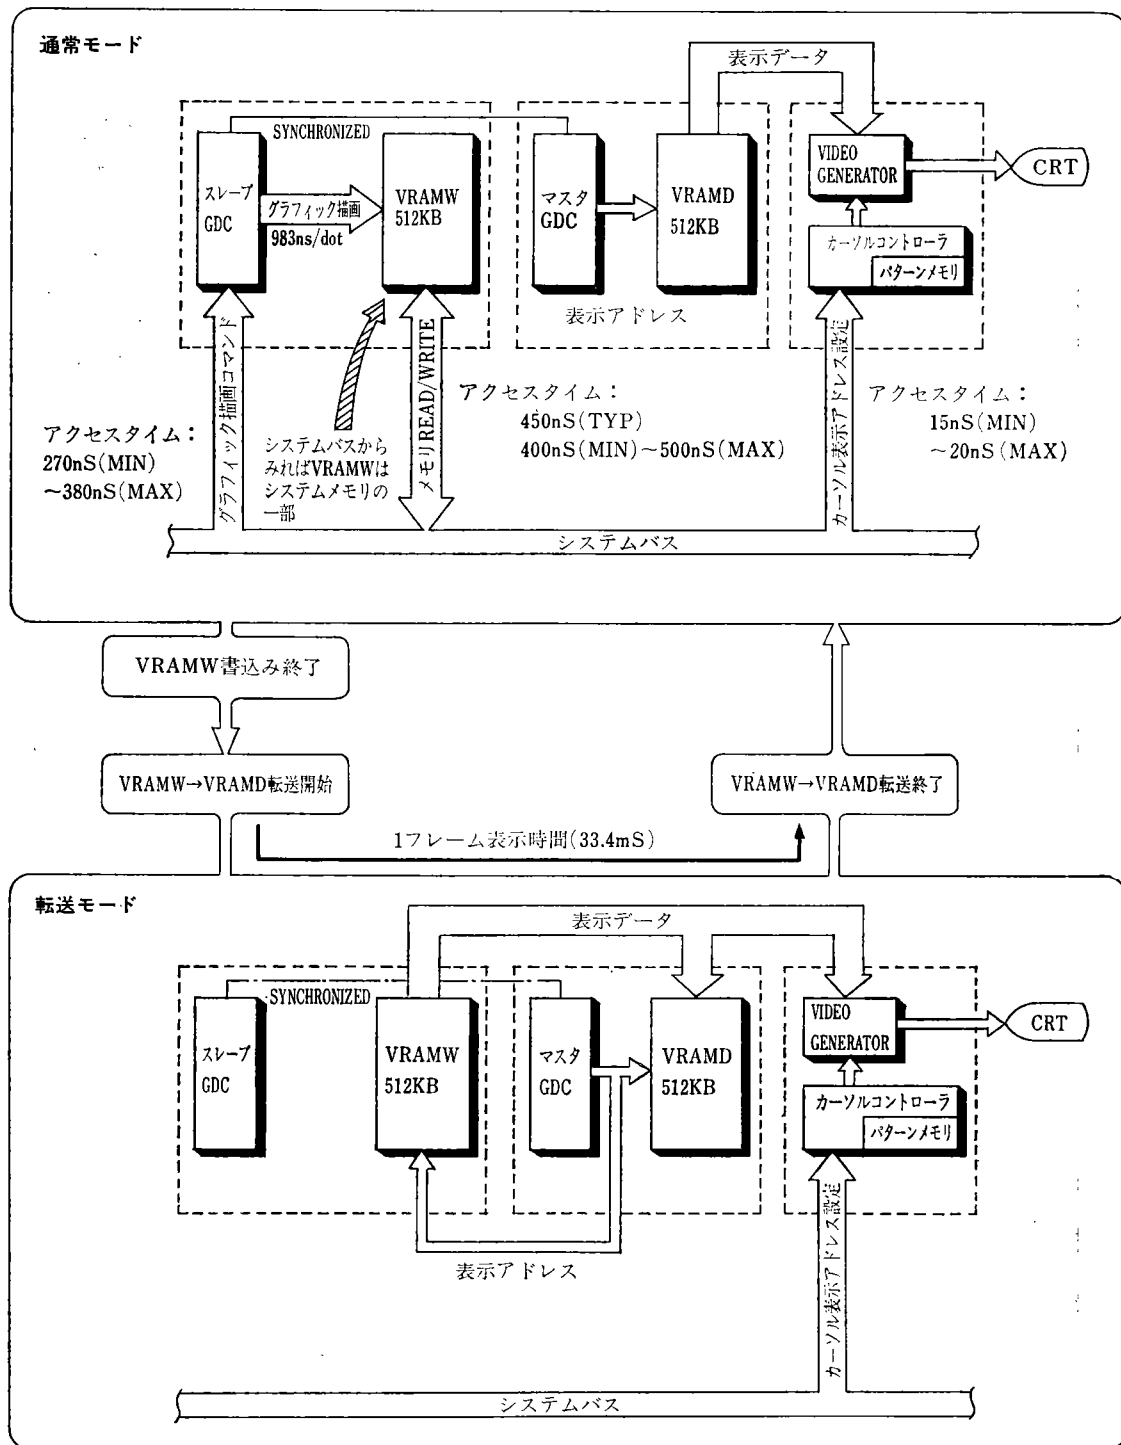 通常モード
表示データ
SYNCHRONIZED
スレーブ
GDC
グラフィック描画
983ns/dot
VRAMW
512KB
マスタ
GDC
VRAMD
512KB
表示アドレス
VIDEO
GENERATOR
CRT
カーソルコントローラ
パターンメモリ
アクセスタイム：
270nS(MIN)
～380nS(MAX)
グラフィック描画コマンド
システムバスから
みればVRAMWは
システムメモリの
一部
メモリREAD/WRITE
アクセスタイム：
450nS(TYP)
400nS(MIN)～500nS(MAX)
カーソル表示アドレス設定
アクセスタイム：
15nS(MIN)
～20nS(MAX)
システムバス
VRAMW書込み終了
VRAMW→VRAMD転送開始
VRAMW→VRAMD転送終了
1フレーム表示時間(33.4mS)
転送モード
表示データ
SYNCHRONIZED
スレーブ
GDC
VRAMW
512KB
マスタ
GDC
VRAMD
512KB
VIDEO
GENERATOR
CRT
カーソルコントローラ
パターンメモリ
表示アドレス
カーソル表示アドレス設定
システムバス